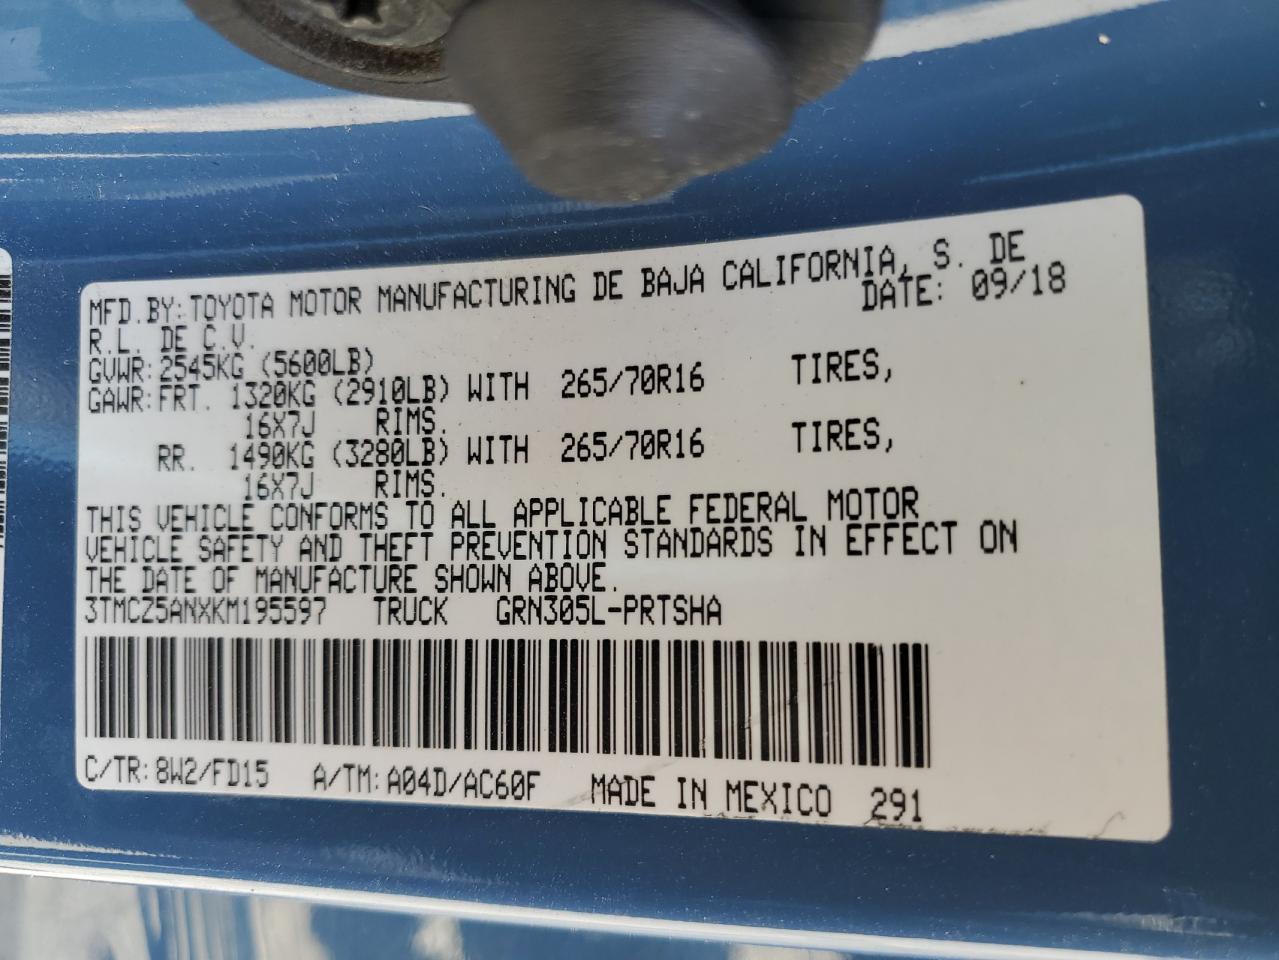 MFD.BY:TOYOTA MOTOR MANUFACTURING DE BAJA CALIFORNIA, S. DE
R.L. DE C.V. DATE: 09/18
GVWR:2545KG (5600LB)
GAWR:FRT. 1320KG (2910LB) WITH 265/70R16 TIRES,
16X7J RIMS.
RR. 1490KG (3280LB) WITH 265/70R16 TIRES,
16X7J RIMS.
THIS VEHICLE CONFORMS TO ALL APPLICABLE FEDERAL MOTOR
VEHICLE SAFETY AND THEFT PREVENTION STANDARDS IN EFFECT ON
THE DATE OF MANUFACTURE SHOWN ABOVE.
3TMCZ5ANXKM195597 TRUCK GRN305L-PRTSHA
C/TR:8W2/FD15 A/TM:A04D/AC60F MADE IN MEXICO 291